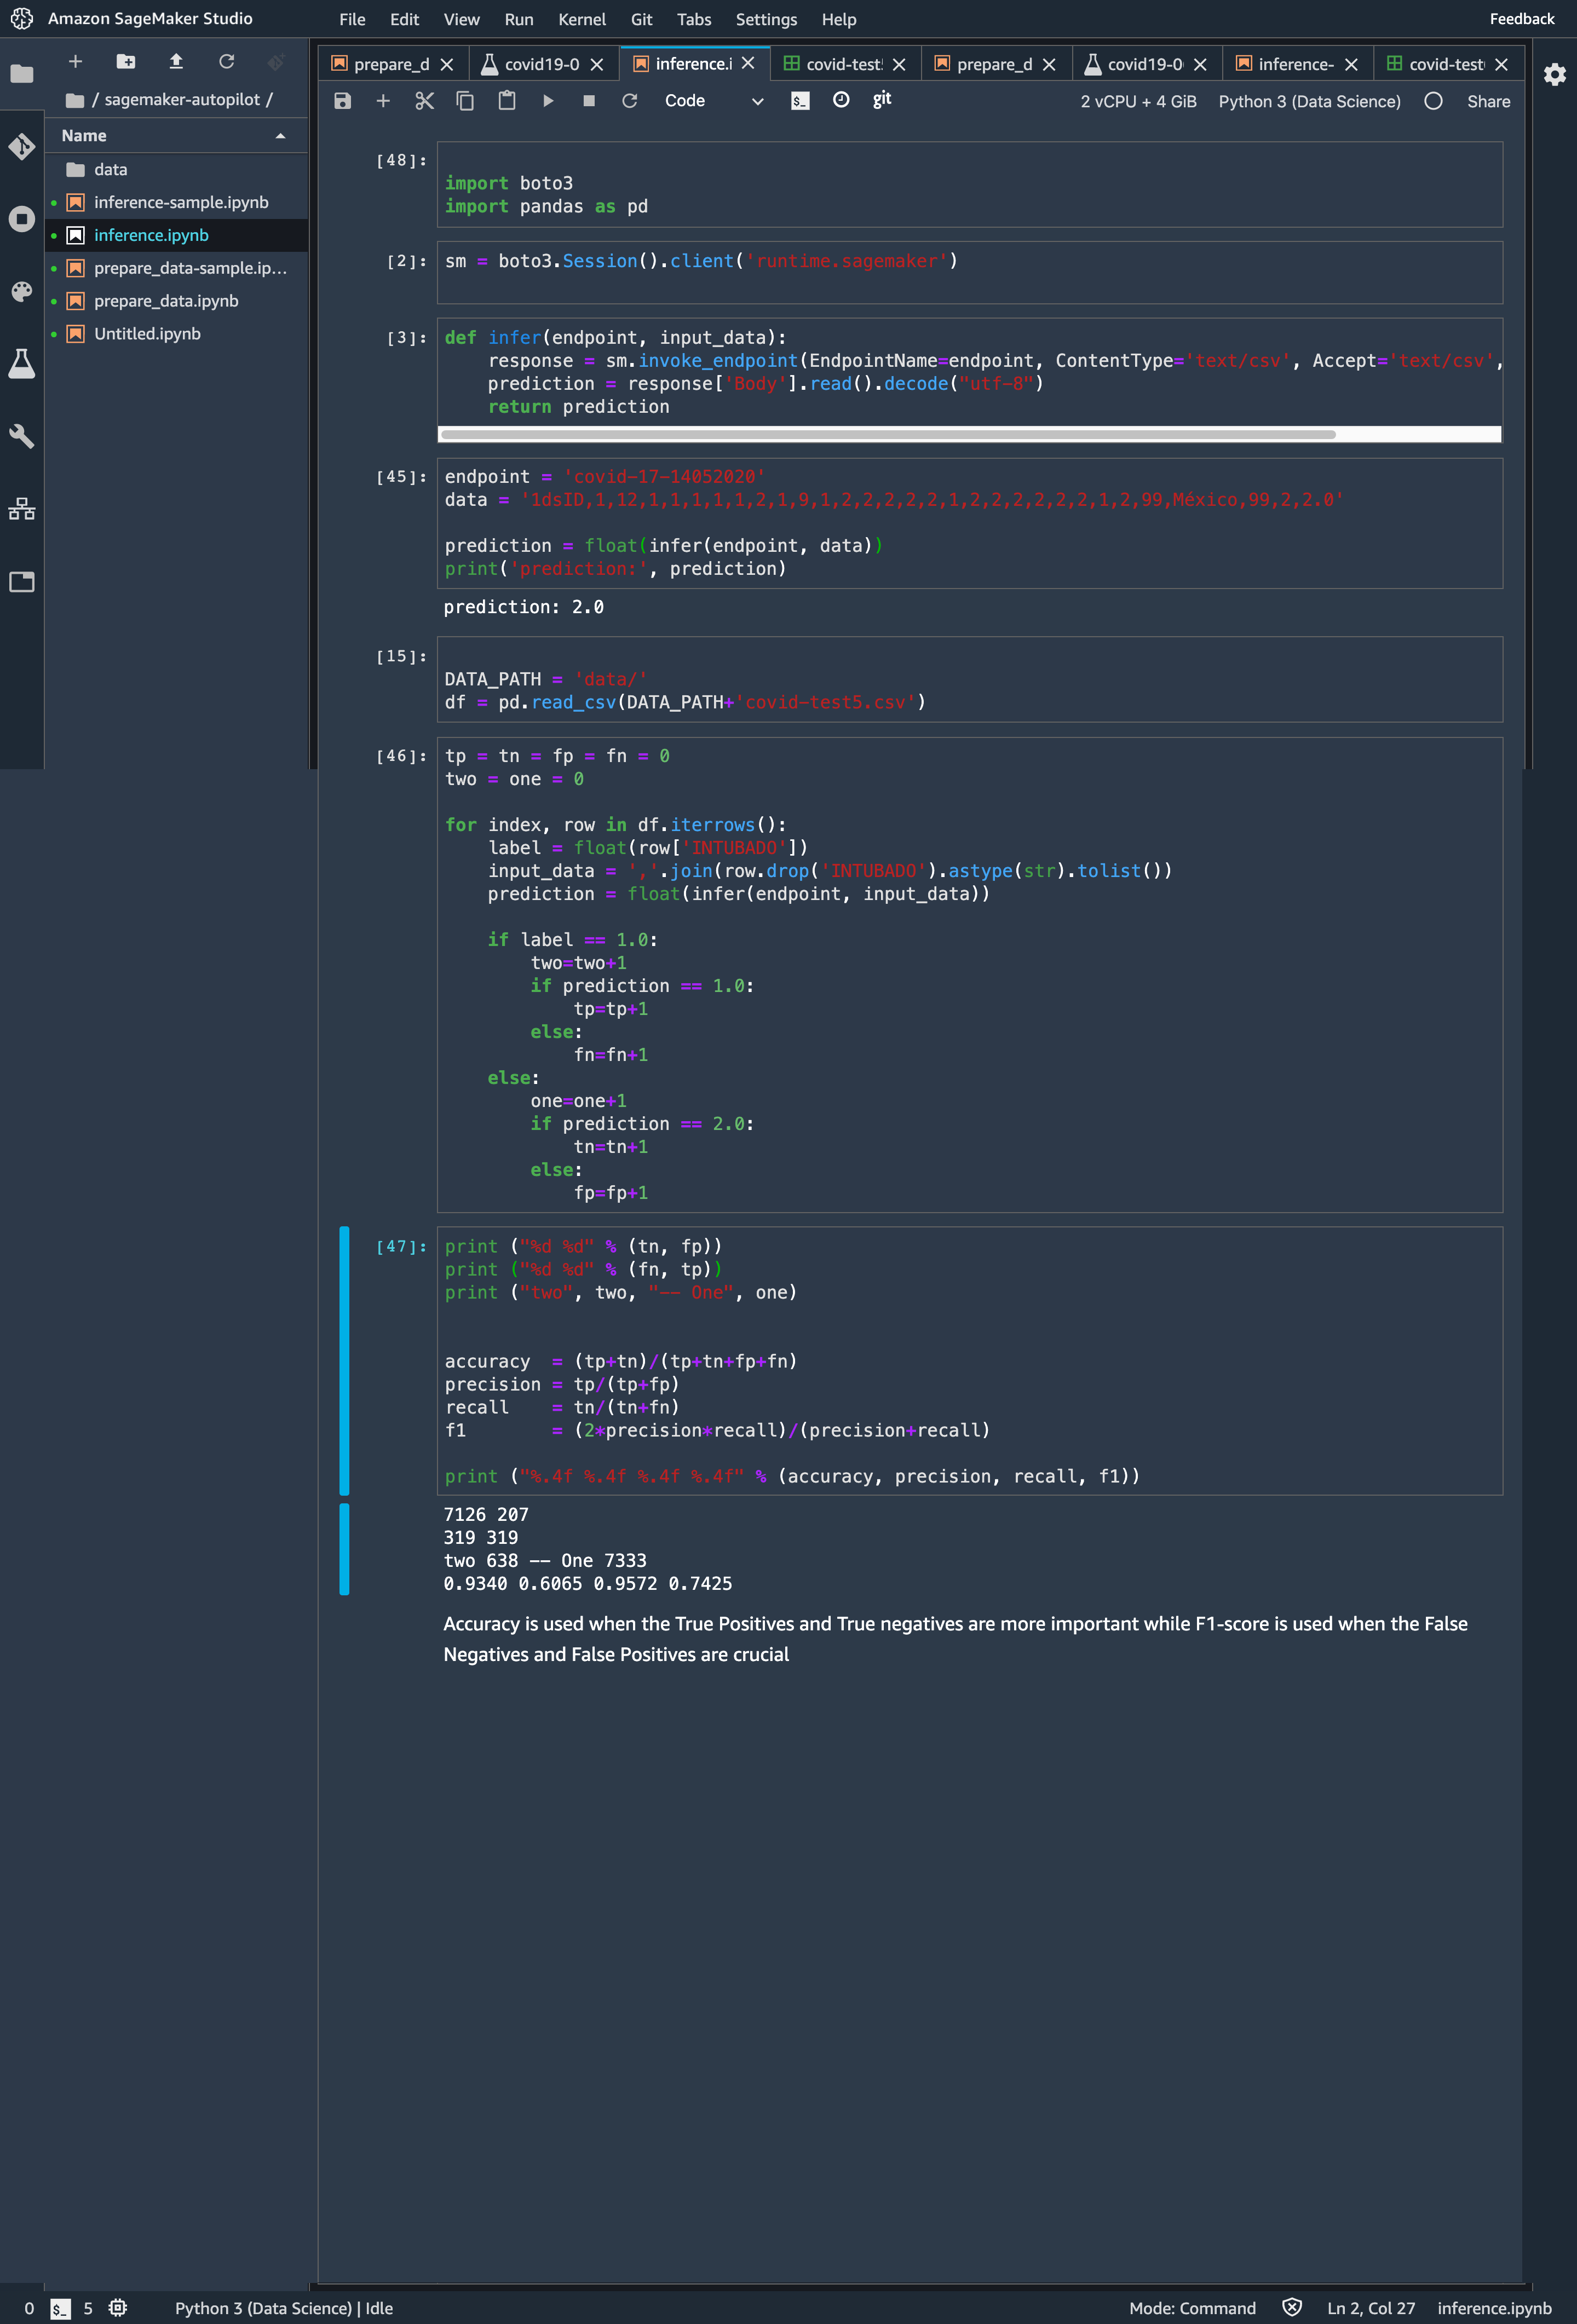 Amazon SageMaker Studio
File Edit View Run Kernel Git Tabs Settings Help
Feedback
/ sagemaker-autopilot /
Name
data
inference-sample.ipynb
inference.ipynb
prepare_data-sample.ip...
prepare_data.ipynb
Untitled.ipynb
prepare_d covid19-0 inference.i covid-test! prepare_d covid19-0 inference- covid-test
Code git 2 vCPU + 4 GiB Python 3 (Data Science) Share
[48]:
import boto3
import pandas as pd
[2]: sm = boto3.Session().client('runtime.sagemaker')
[3]: def infer(endpoint, input_data):
    response = sm.invoke_endpoint(EndpointName=endpoint, ContentType='text/csv', Accept='text/csv',
    prediction = response['Body'].read().decode("utf-8")
    return prediction
[45]: endpoint = 'covid-17-14052020'
data = '1dsID,1,12,1,1,1,1,1,2,1,9,1,2,2,2,2,2,1,2,2,2,2,2,2,1,2,99,México,99,2,2.0'
prediction = float(infer(endpoint, data))
print('prediction:', prediction)
prediction: 2.0
[15]:
DATA_PATH = 'data/'
df = pd.read_csv(DATA_PATH+'covid-test5.csv')
[46]: tp = tn = fp = fn = 0
two = one = 0
for index, row in df.iterrows():
    label = float(row['INTUBADO'])
    input_data = ','.join(row.drop('INTUBADO').astype(str).tolist())
    prediction = float(infer(endpoint, input_data))
    if label == 1.0:
        two=two+1
        if prediction == 1.0:
            tp=tp+1
        else:
            fn=fn+1
    else:
        one=one+1
        if prediction == 2.0:
            tn=tn+1
        else:
            fp=fp+1
[47]: print ("%d %d" % (tn, fp))
print ("%d %d" % (fn, tp))
print ("two", two, "-- One", one)
accuracy  = (tp+tn)/(tp+tn+fp+fn)
precision = tp/(tp+fp)
recall    = tn/(tn+fn)
f1        = (2*precision*recall)/(precision+recall)
print ("%.4f %.4f %.4f %.4f" % (accuracy, precision, recall, f1))
7126 207
319 319
two 638 -- One 7333
0.9340 0.6065 0.9572 0.7425
Accuracy is used when the True Positives and True negatives are more important while F1-score is used when the False
Negatives and False Positives are crucial
0 $_ 5 Python 3 (Data Science) | Idle Mode: Command Ln 2, Col 27 inference.ipynb